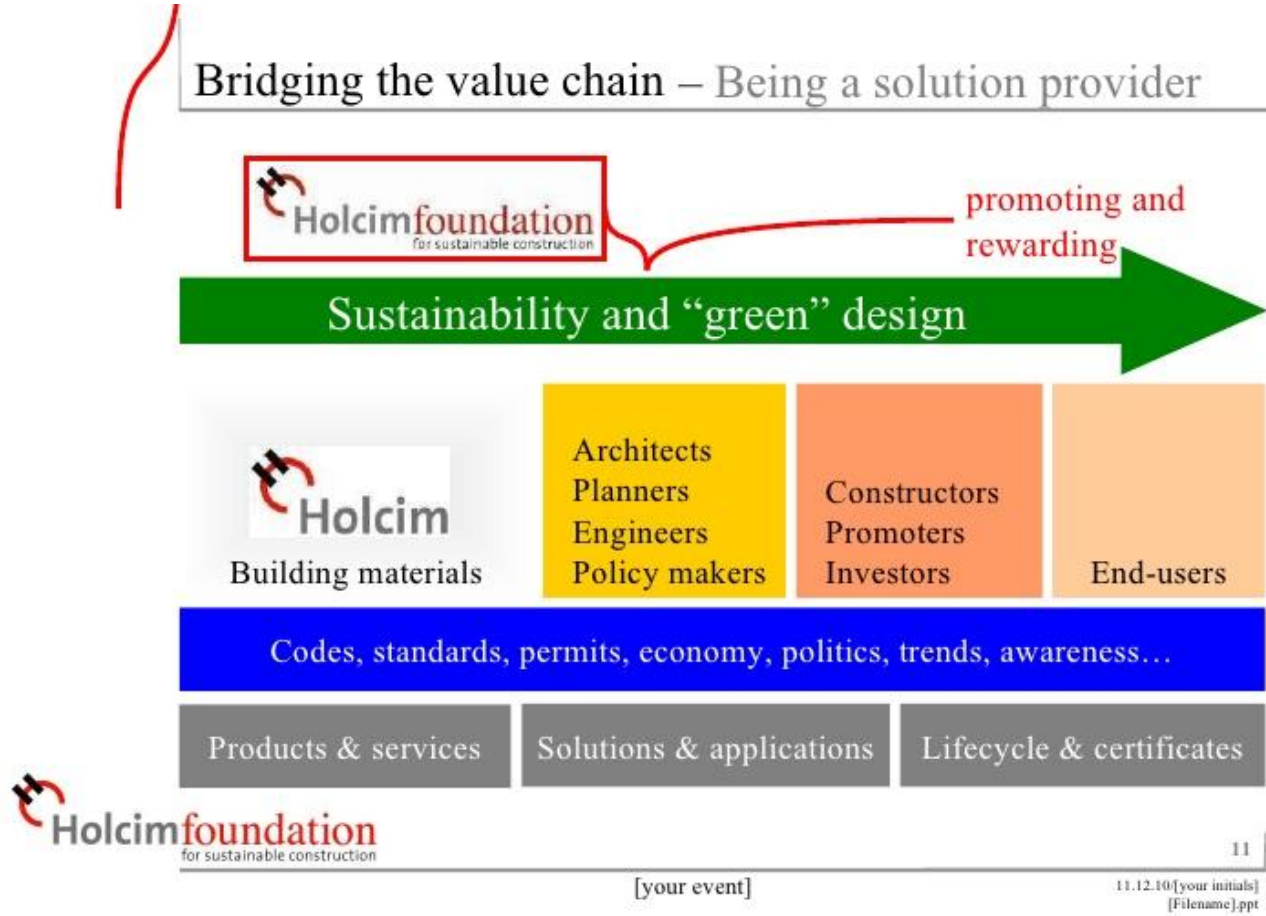 Bridging the value chain – Being a solution provider
Holcimfoundation
for sustainable construction
promoting and
rewarding
Sustainability and “green” design
Holcim
Building materials
Architects
Planners
Engineers
Policy makers
Constructors
Promoters
Investors
End-users
Codes, standards, permits, economy, politics, trends, awareness…
Products & services
Solutions & applications
Lifecycle & certificates
Holcimfoundation
for sustainable construction
11
[your event]
11.12.10/[your initials]
[Filename].ppt